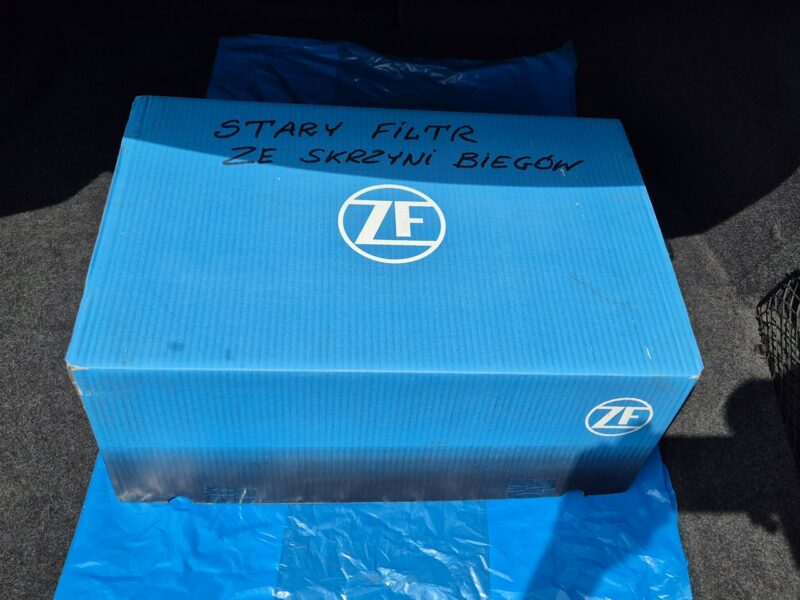 STARY FILTR
ZE SKRZYNI BIEGÓW
ZF
ZF